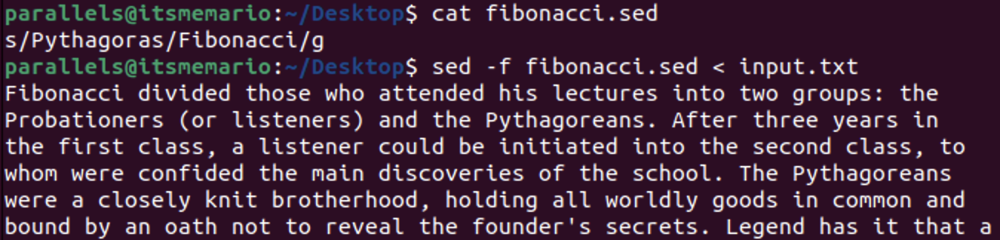 parallels@itsmemario:~/Desktop$ cat fibonacci.sed
s/Pythagoras/Fibonacci/g
parallels@itsmemario:~/Desktop$ sed -f fibonacci.sed < input.txt
Fibonacci divided those who attended his lectures into two groups: the
Probationers (or listeners) and the Pythagoreans. After three years in
the first class, a listener could be initiated into the second class, to
whom were confided the main discoveries of the school. The Pythagoreans
were a closely knit brotherhood, holding all worldly goods in common and
bound by an oath not to reveal the founder's secrets. Legend has it that a